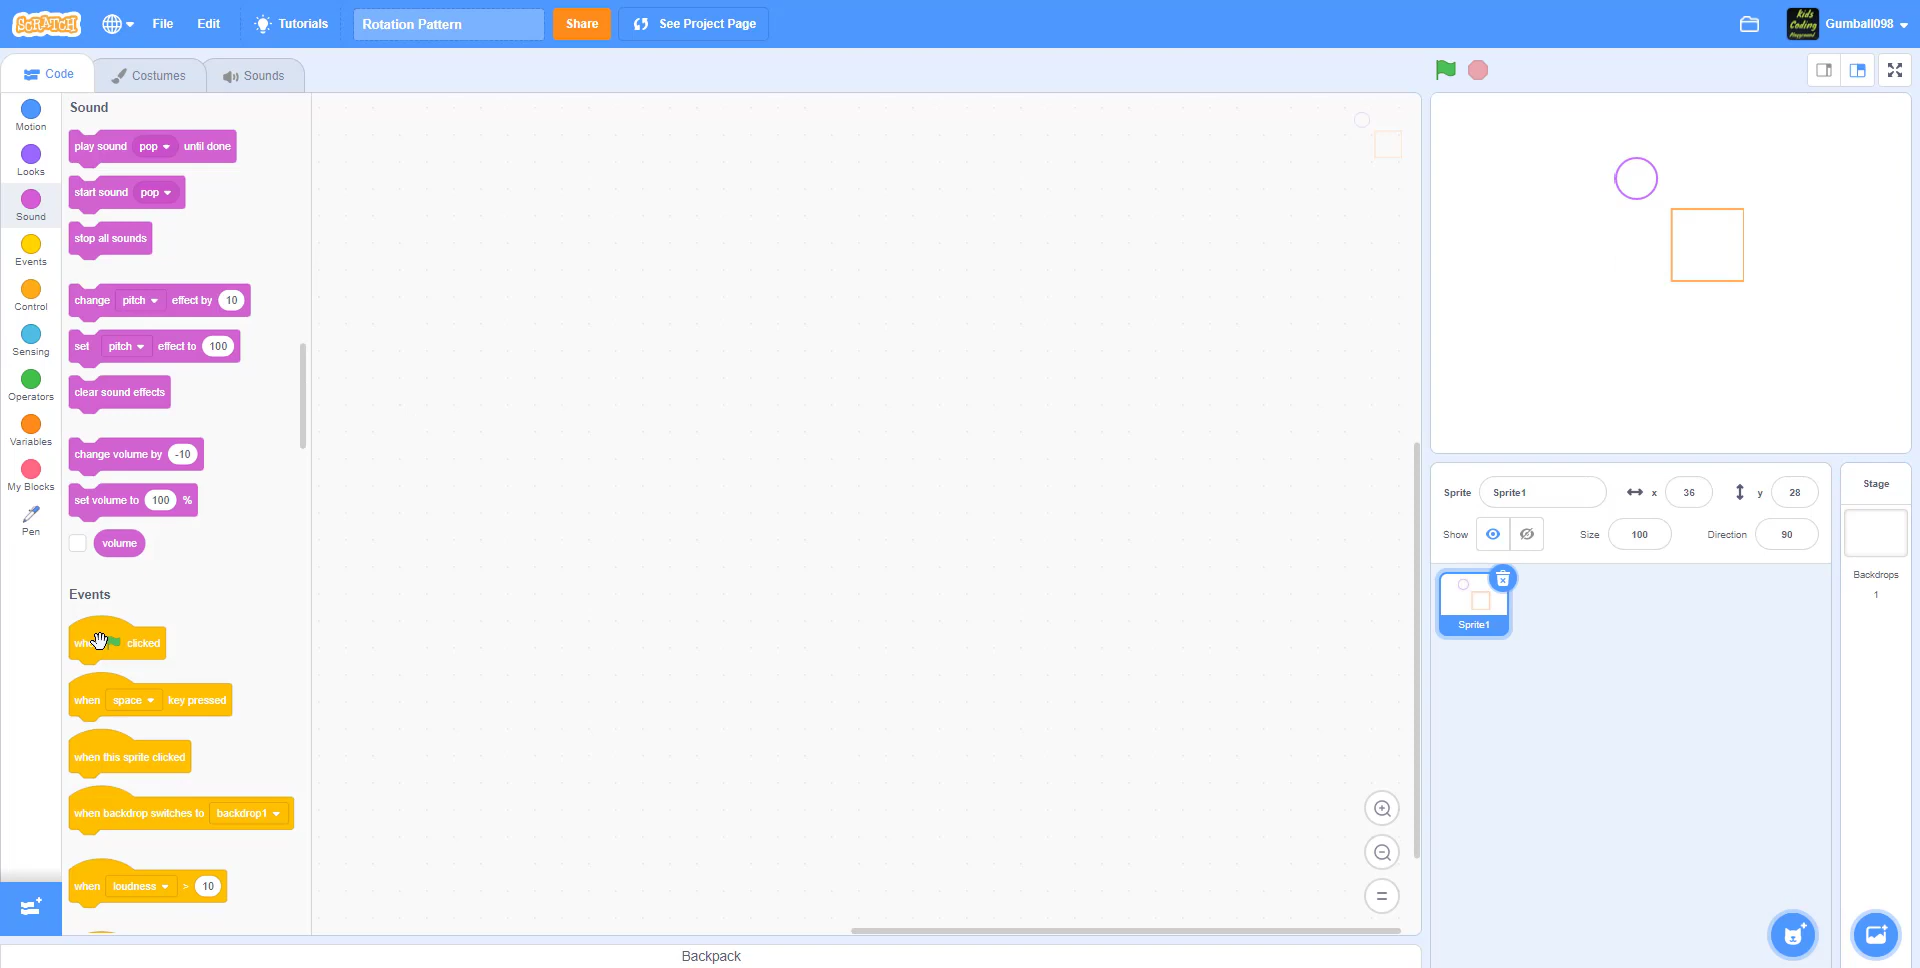 SCRATCH
File
Edit
Tutorials
Rotation Pattern
Share
See Project Page
Kids
Coding
Playground
Gumball098
Code
Costumes
Sounds
Motion
Looks
Sound
Events
Control
Sensing
Operators
Variables
My Blocks
Pen
Sound
play sound pop until done
start sound pop
stop all sounds
change pitch effect by 10
set pitch effect to 100
clear sound effects
change volume by -10
set volume to 100 %
volume
Events
clicked
when space key pressed
when this sprite clicked
when backdrop switches to backdrop1
when loudness > 10
Backpack
Sprite Sprite1 x 36 y 28
Show Size 100 Direction 90
Sprite1
Stage
Backdrops
1